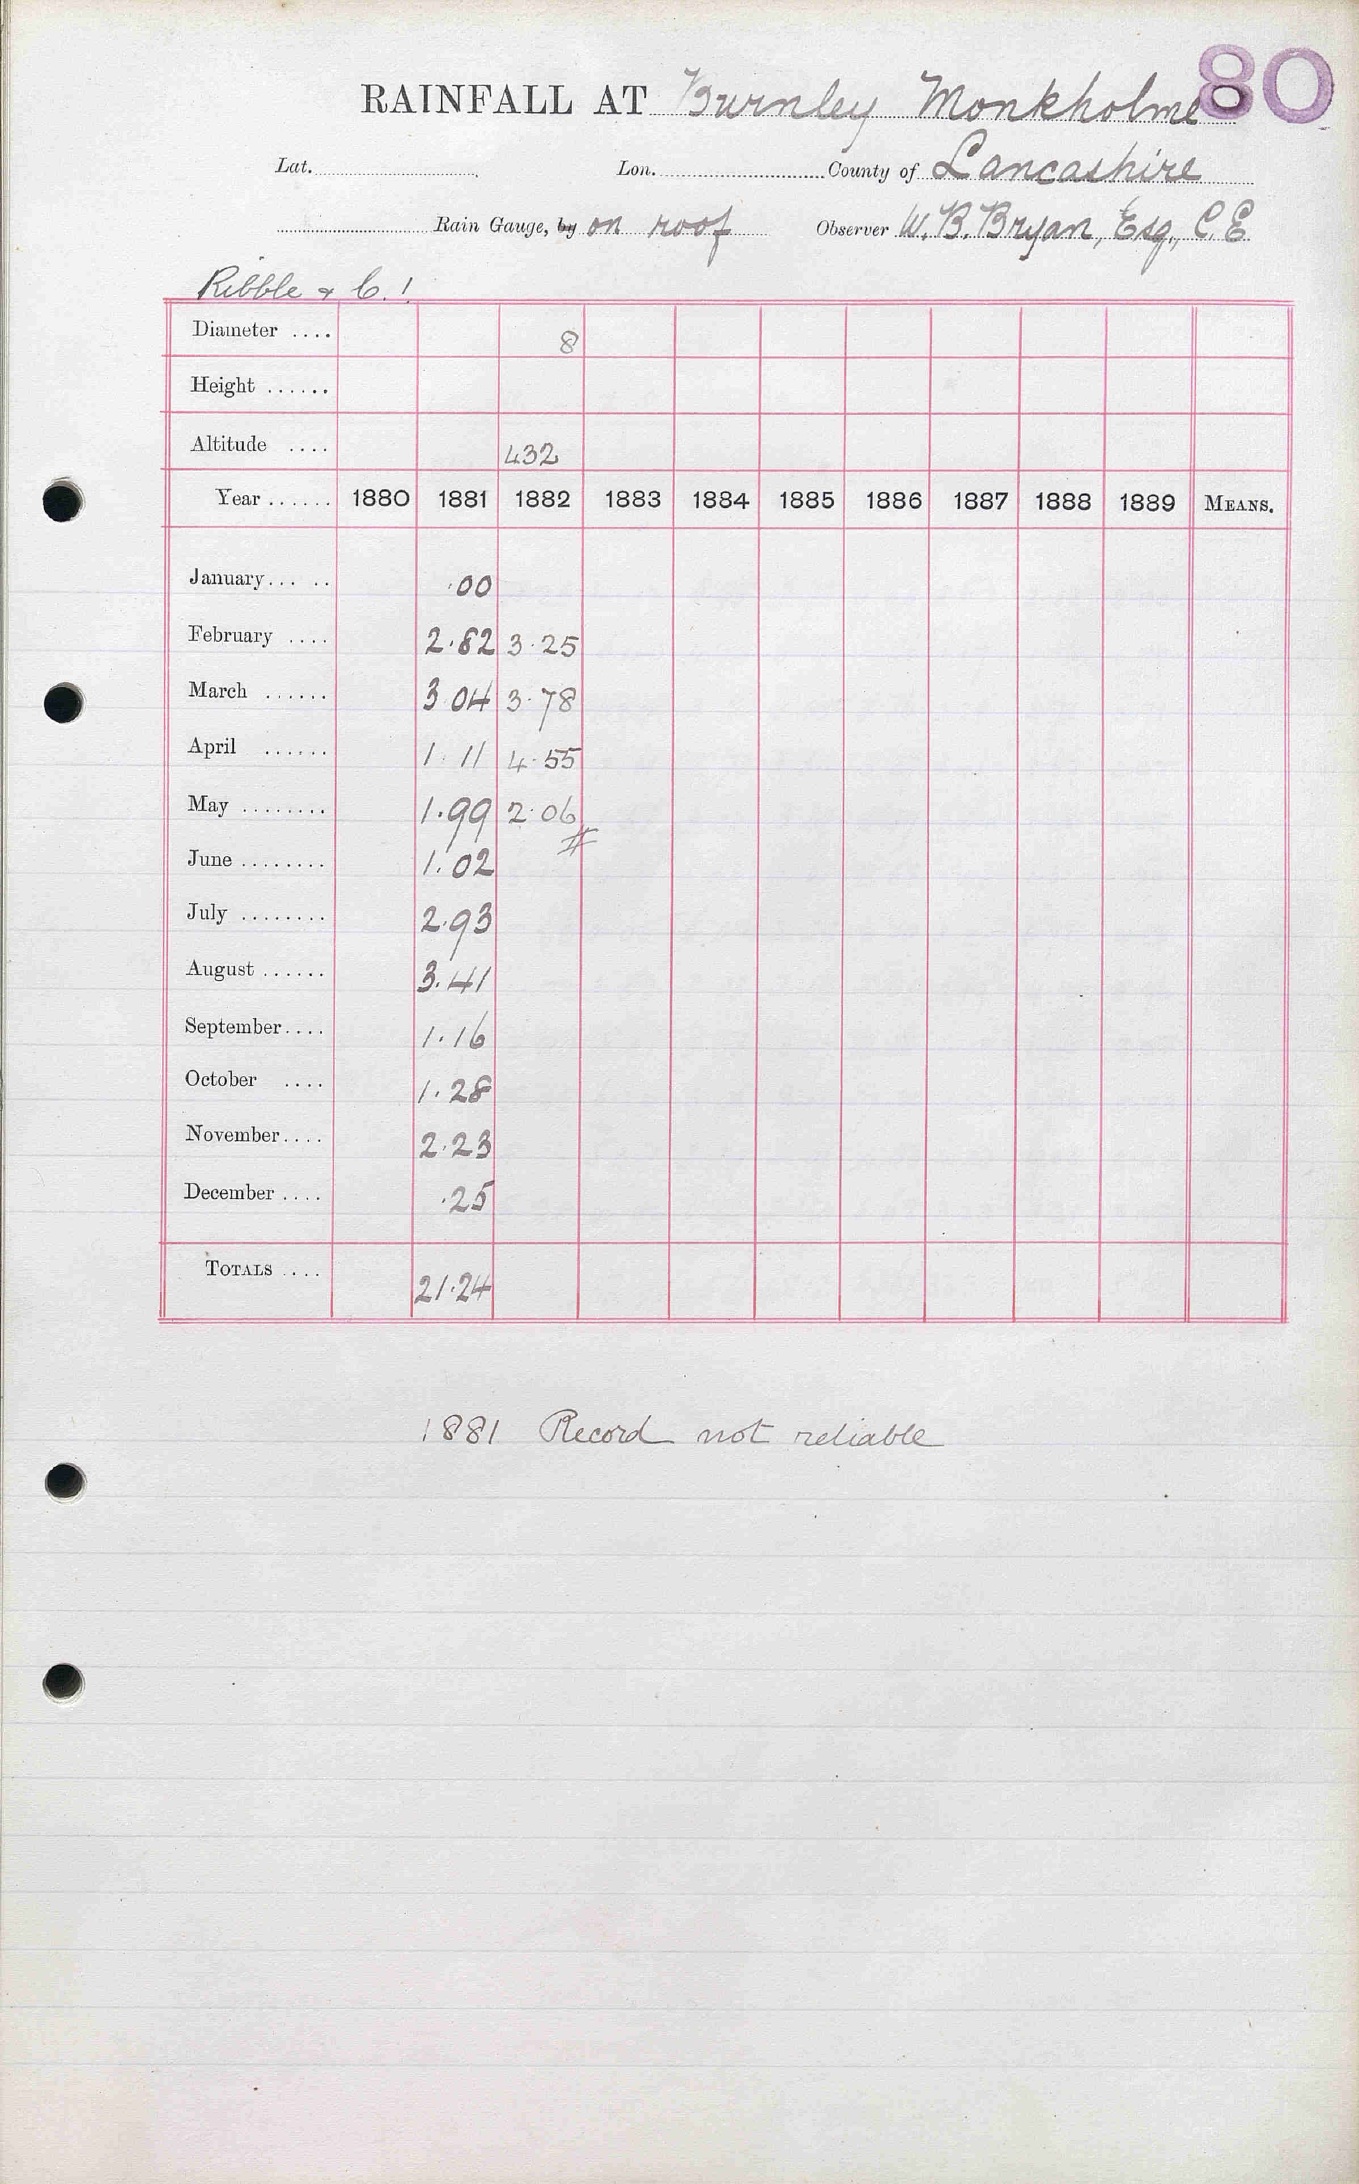 80
RAINFALL AT Burnley Monkholme
Lat. Lon. County of Lancashire
Rain Gauge, by on roof Observer W. B. Bryan, Esq., C. E
Ribble & C. !
Diameter .... 8
Height ......
Altitude .... 432
Year ...... 1880 1881 1882 1883 1884 1885 1886 1887 1888 1889 MEANS.
January... .. ·00
February .... 2·82 3·25
March ...... 3·04 3·78
April ...... 1·11 4·55
May ........ 1·99 2·06
#
June ........ 1·02
July ........ 2·93
August ...... 3·41
September.... 1·16
October .... 1·28
November.... 2·23
December .... ·25
TOTALS .... 21·24
1881 Record not reliable